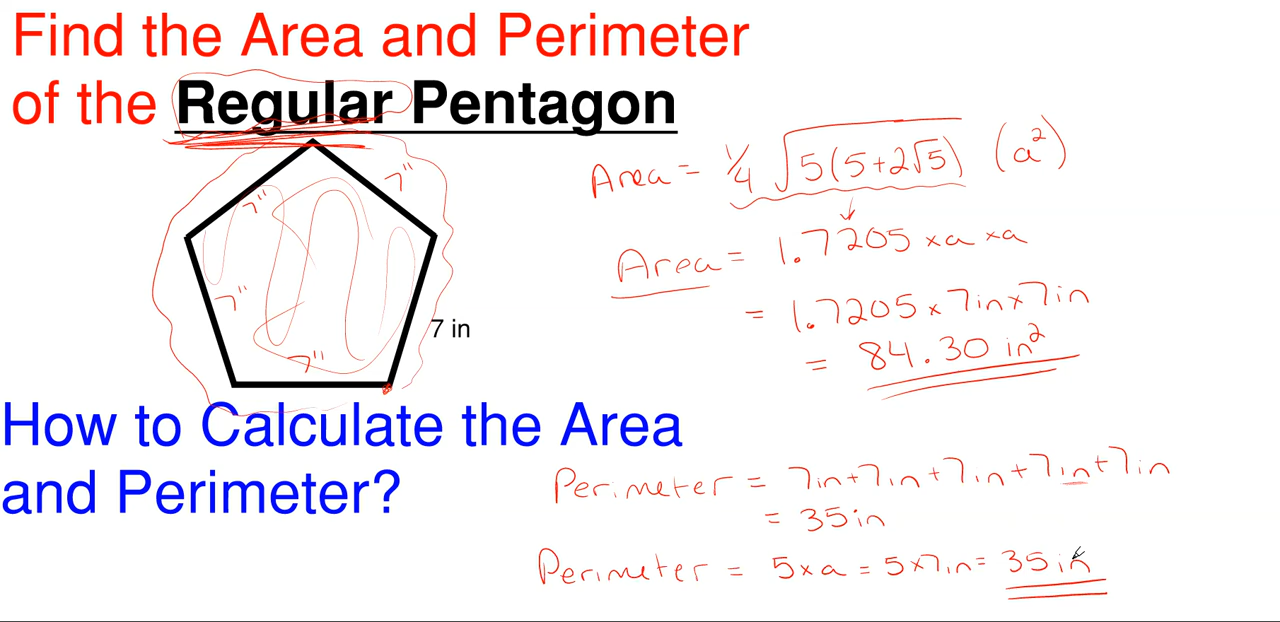 Find the Area and Perimeter
of the Regular Pentagon
7"
7"
7"
7 in
7"
Area = 1/4 √5(5+2√5) (a²)
Area = 1.7205 × a × a
= 1.7205 × 7in × 7in
= 84.30 in²
How to Calculate the Area
and Perimeter?
Perimeter = 7in+7in+7in+7in+7in
= 35in
Perimeter = 5×a = 5×7in = 35in